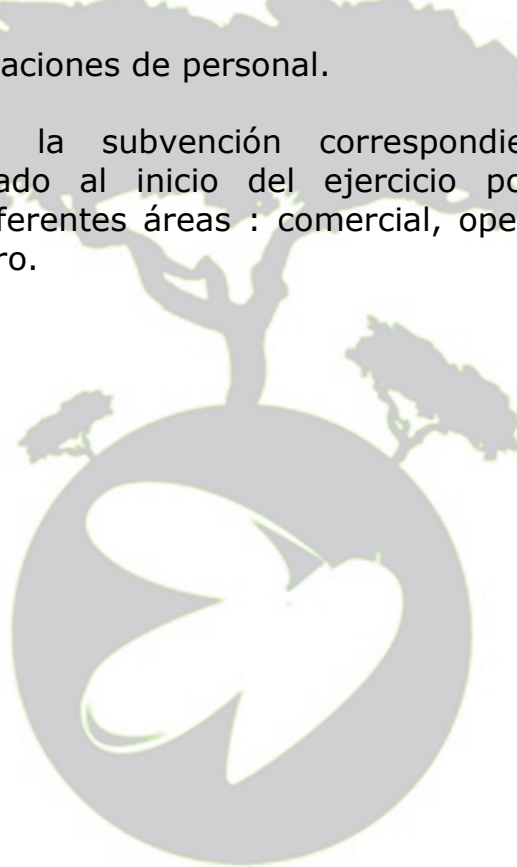 aciones de personal.
la subvención correspondie
ado al inicio del ejercicio po
ferentes áreas : comercial, ope
ro.